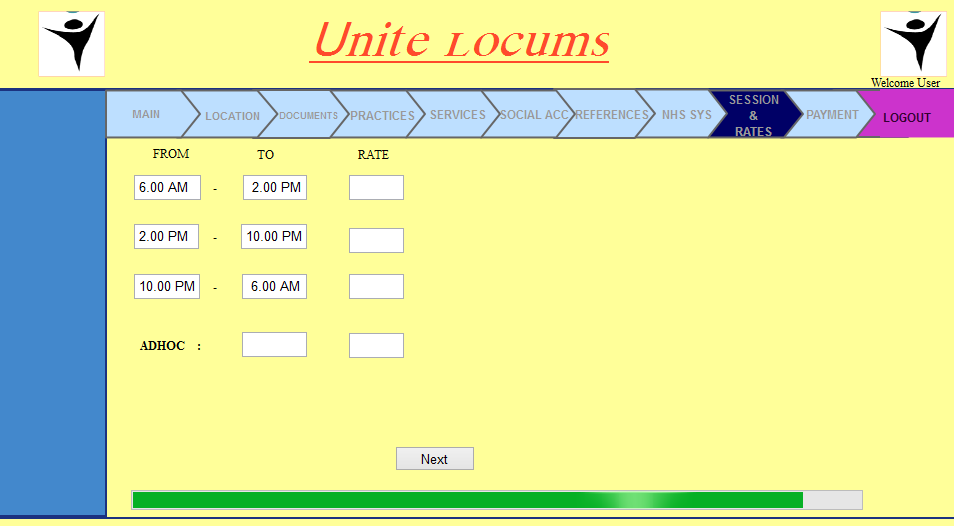 Unite Locums
Welcome User
MAIN
LOCATION
DOCUMENTS
PRACTICES
SERVICES
SOCIAL ACC
REFERENCES
NHS SYS
SESSION
&
RATES
PAYMENT
LOGOUT
FROM TO RATE
6.00 AM - 2.00 PM
2.00 PM - 10.00 PM
10.00 PM - 6.00 AM
ADHOC :
Next